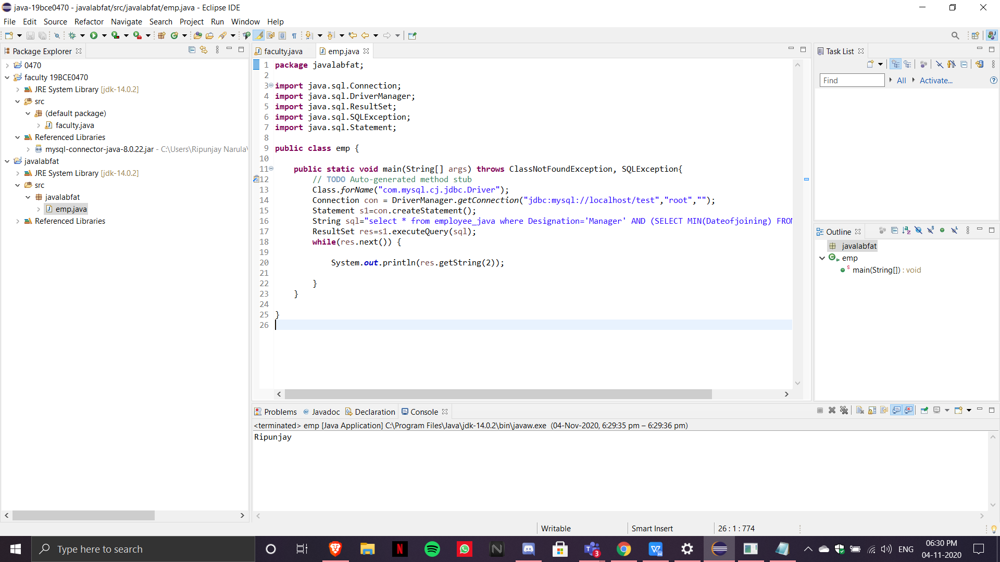 java-19bce0470 - javalabfat/src/javalabfat/emp.java - Eclipse IDE
File Edit Source Refactor Navigate Search Project Run Window Help
Package Explorer
0470
faculty 19BCE0470
JRE System Library [jdk-14.0.2]
src
(default package)
faculty.java
Referenced Libraries
mysql-connector-java-8.0.22.jar - C:\Users\Ripunjay Narula\
javalabfat
JRE System Library [jdk-14.0.2]
src
javalabfat
emp.java
Referenced Libraries
faculty.java emp.java
1 package javalabfat;
2
3 import java.sql.Connection;
4 import java.sql.DriverManager;
5 import java.sql.ResultSet;
6 import java.sql.SQLException;
7 import java.sql.Statement;
8
9 public class emp {
10
11 public static void main(String[] args) throws ClassNotFoundException, SQLException{
12 // TODO Auto-generated method stub
13 Class.forName("com.mysql.cj.jdbc.Driver");
14 Connection con = DriverManager.getConnection("jdbc:mysql://localhost/test","root","");
15 Statement s1=con.createStatement();
16 String sql="select * from employee_java where Designation='Manager' AND (SELECT MIN(Dateofjoining) FROM
17 ResultSet res=s1.executeQuery(sql);
18 while(res.next()) {
19
20 System.out.println(res.getString(2));
21
22 }
23 }
24
25 }
26
Task List
Find All Activate...
Outline
javalabfat
emp
main(String[]) : void
Problems @ Javadoc Declaration Console
<terminated> emp [Java Application] C:\Program Files\Java\jdk-14.0.2\bin\javaw.exe (04-Nov-2020, 6:29:35 pm – 6:29:36 pm)
Ripunjay
Writable Smart Insert 26 : 1 : 774
Type here to search
3
ENG
06:30 PM
04-11-2020